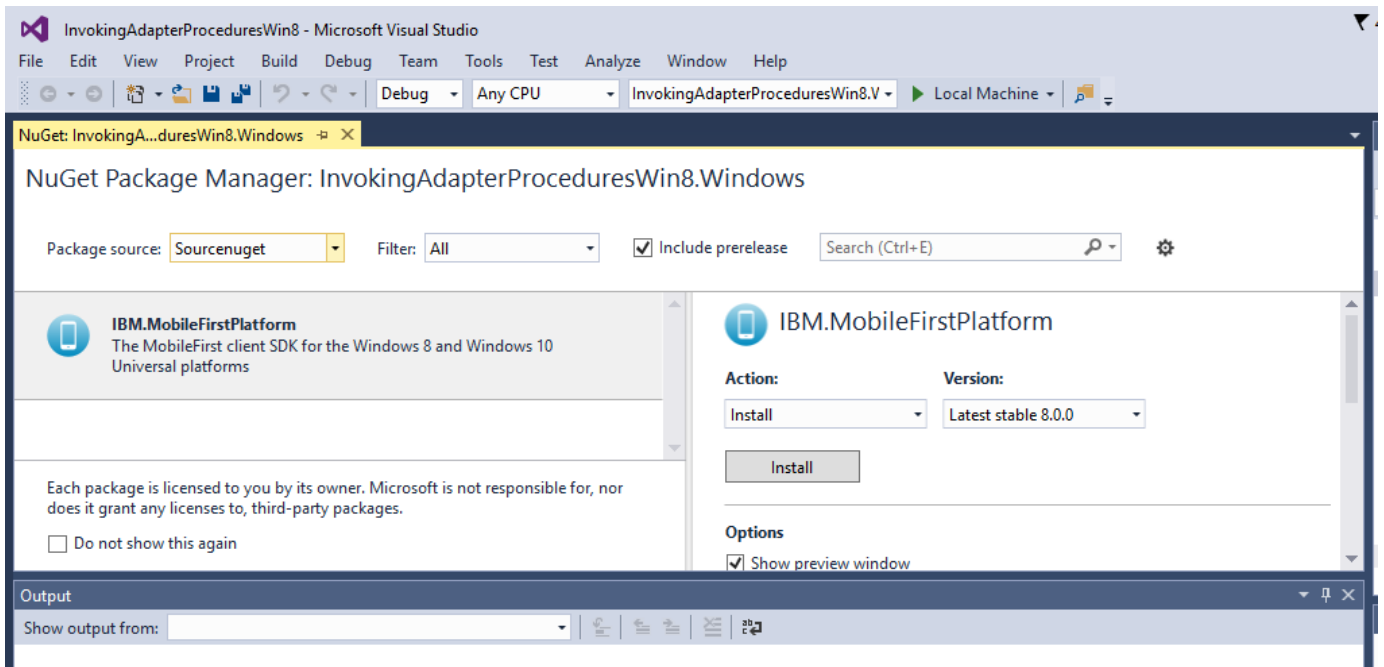 InvokingAdapterProceduresWin8 - Microsoft Visual Studio
File Edit View Project Build Debug Team Tools Test Analyze Window Help
Debug Any CPU InvokingAdapterProceduresWin8.V Local Machine
NuGet: InvokingA...duresWin8.Windows
NuGet Package Manager: InvokingAdapterProceduresWin8.Windows
Package source: Sourcenuget Filter: All Include prerelease Search (Ctrl+E)
IBM.MobileFirstPlatform
The MobileFirst client SDK for the Windows 8 and Windows 10
Universal platforms
Each package is licensed to you by its owner. Microsoft is not responsible for, nor
does it grant any licenses to, third-party packages.
Do not show this again
IBM.MobileFirstPlatform
Action: Version:
Install Latest stable 8.0.0
Install
Options
Show preview window
Output
Show output from: